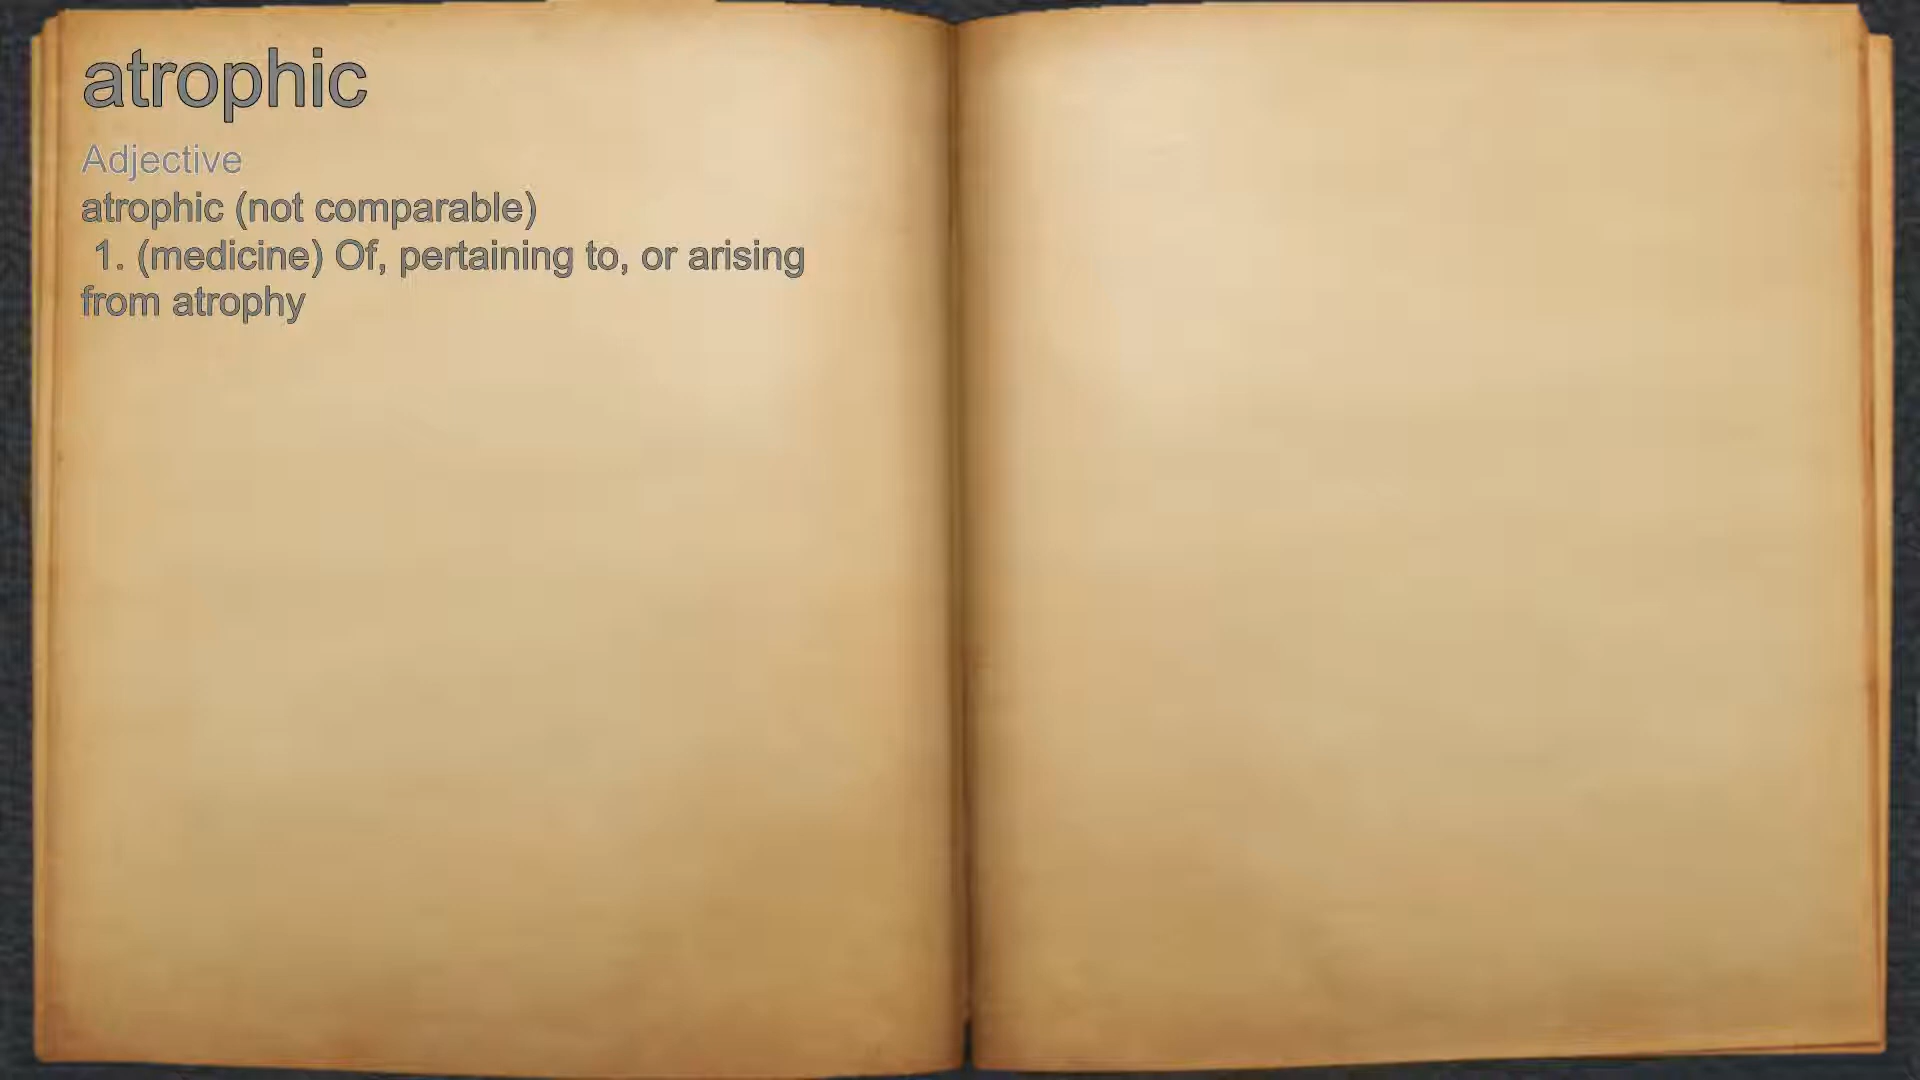 atrophic
Adjective
atrophic (not comparable)
1. (medicine) Of, pertaining to, or arising
from atrophy